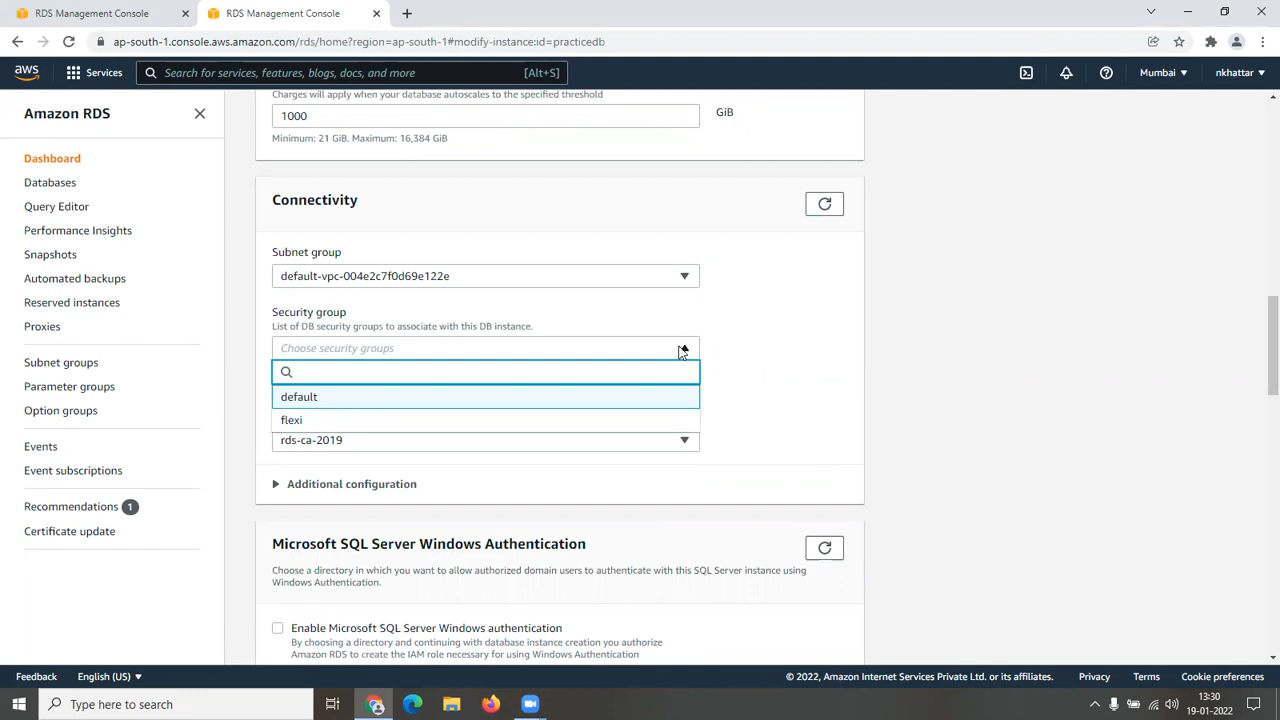 RDS Management Console
RDS Management Console
ap-south-1.console.aws.amazon.com/rds/home?region=ap-south-1#modify-instance:id=practicedb
aws
Services
Search for services, features, blogs, docs, and more
[Alt+S]
Mumbai
nkhattar
Amazon RDS
Dashboard
Databases
Query Editor
Performance Insights
Snapshots
Automated backups
Reserved instances
Proxies
Subnet groups
Parameter groups
Option groups
Events
Event subscriptions
Recommendations 1
Certificate update
Charges will apply when your database autoscales to the specified threshold
1000
GiB
Minimum: 21 GiB. Maximum: 16,384 GiB
Connectivity
Subnet group
default-vpc-004e2c7f0d69e122e
Security group
List of DB security groups to associate with this DB instance.
Choose security groups
default
flexi
rds-ca-2019
Additional configuration
Microsoft SQL Server Windows Authentication
Choose a directory in which you want to allow authorized domain users to authenticate with this SQL Server instance using
Windows Authentication.
Enable Microsoft SQL Server Windows authentication
By choosing a directory and continuing with database instance creation you authorize
Amazon RDS to create the IAM role necessary for using Windows Authentication
Feedback
English (US)
© 2022, Amazon Internet Services Private Ltd. or its affiliates.
Privacy
Terms
Cookie preferences
Type here to search
13:30
19-01-2022